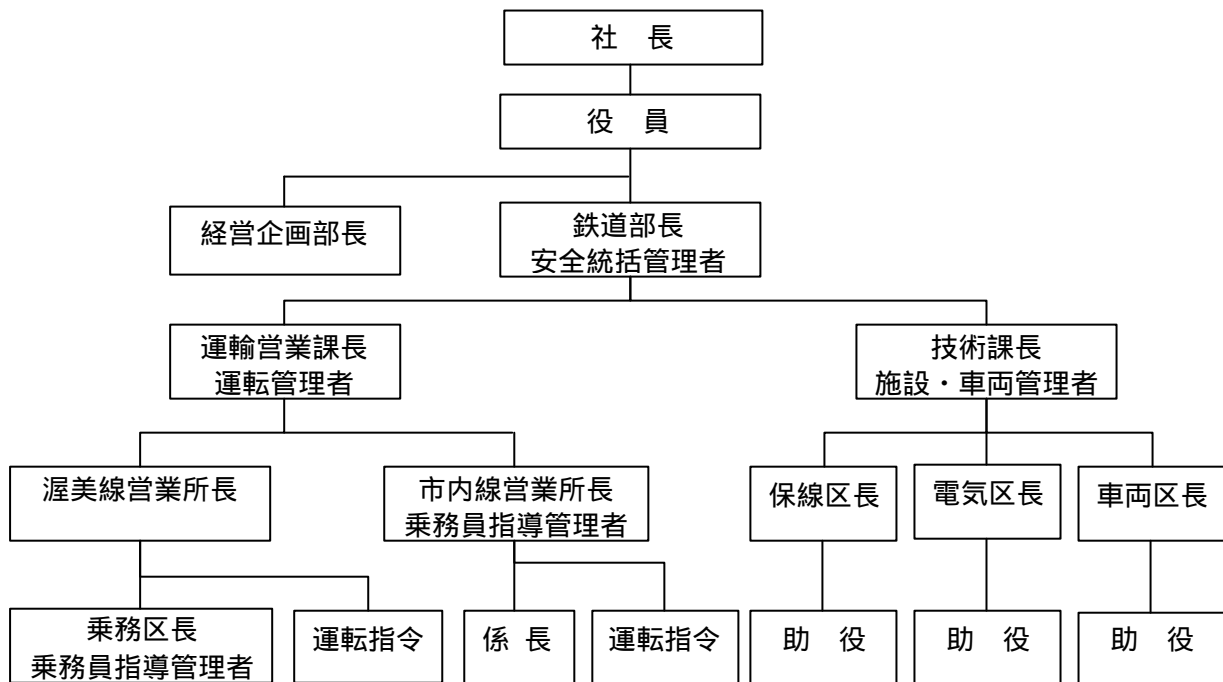 社　長
役　員
経営企画部長
鉄道部長
安全統括管理者
運輸営業課長
運転管理者
技術課長
施設・車両管理者
渥美線営業所長
市内線営業所長
乗務員指導管理者
保線区長
電気区長
車両区長
乗務区長
乗務員指導管理者
運転指令
係 長
運転指令
助　役
助　役
助　役